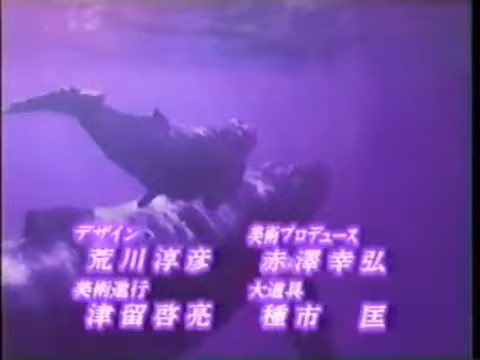 デザイン
荒川淳彦
美術プロデュース
赤澤幸弘
美術進行
津留啓亮
大道具
種市 匡